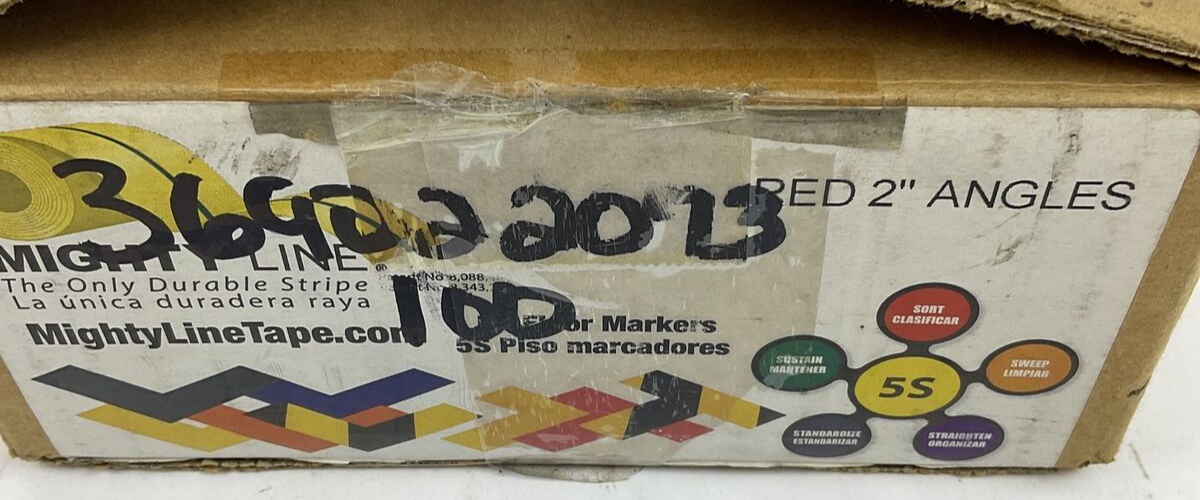 RED 2" ANGLES
MIGHTY LINE®
The Only Durable Stripe
La única duradera raya
MightyLineTape.com
100
Floor Markers
5S Piso marcadores
SORT
CLASIFICAR
SUSTAIN
MANTENER
SWEEP
LIMPIAR
5S
STANDARDIZE
ESTANDARIZAR
STRAIGHTEN
ORGANIZAR